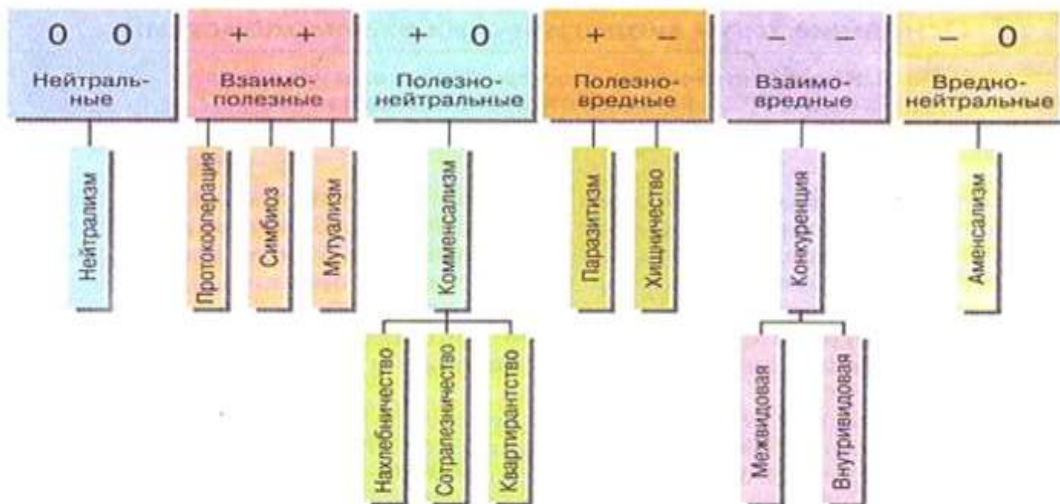 0 0
Нейтраль-
ные
+ +
Взаимо-
полезные
+ 0
Полезно-
нейтральные
+ −
Полезно-
вредные
− −
Взаимо-
вредные
− 0
Вредно-
нейтральные
Нейтрализм
Протокооперация
Симбиоз
Мутуализм
Комменсализм
Паразитизм
Хищничество
Конкуренция
Аменсализм
Нахлебничество
Сотрапезничество
Квартирантство
Межвидовая
Внутривидовая